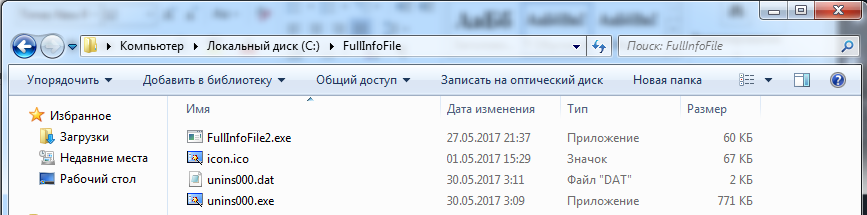 Компьютер ▸ Локальный диск (C:) ▸ FullInfoFile
Поиск: FullInfoFile
Упорядочить Добавить в библиотеку Общий доступ Записать на оптический диск Новая папка
Избранное
Загрузки
Недавние места
Рабочий стол
Имя Дата изменения Тип Размер
FullInfoFile2.exe 27.05.2017 21:37 Приложение 60 КБ
icon.ico 01.05.2017 15:29 Значок 67 КБ
unins000.dat 30.05.2017 3:11 Файл "DAT" 2 КБ
unins000.exe 30.05.2017 3:09 Приложение 771 КБ